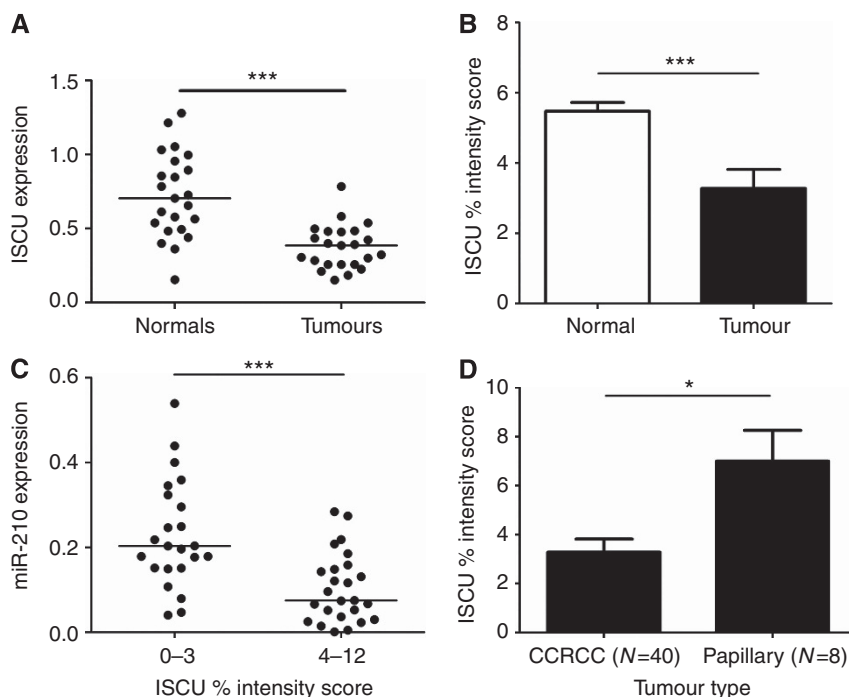 A
ISCU expression
1.5
1.0
0.5
0.0
***
Normals Tumours
B
ISCU % intensity score
8
6
4
2
0
***
Normal Tumour
C
miR-210 expression
0.6
0.4
0.2
0.0
***
0–3 4–12
ISCU % intensity score
D
ISCU % intensity score
10
8
6
4
2
0
*
CCRCC (N=40) Papillary (N=8)
Tumour type